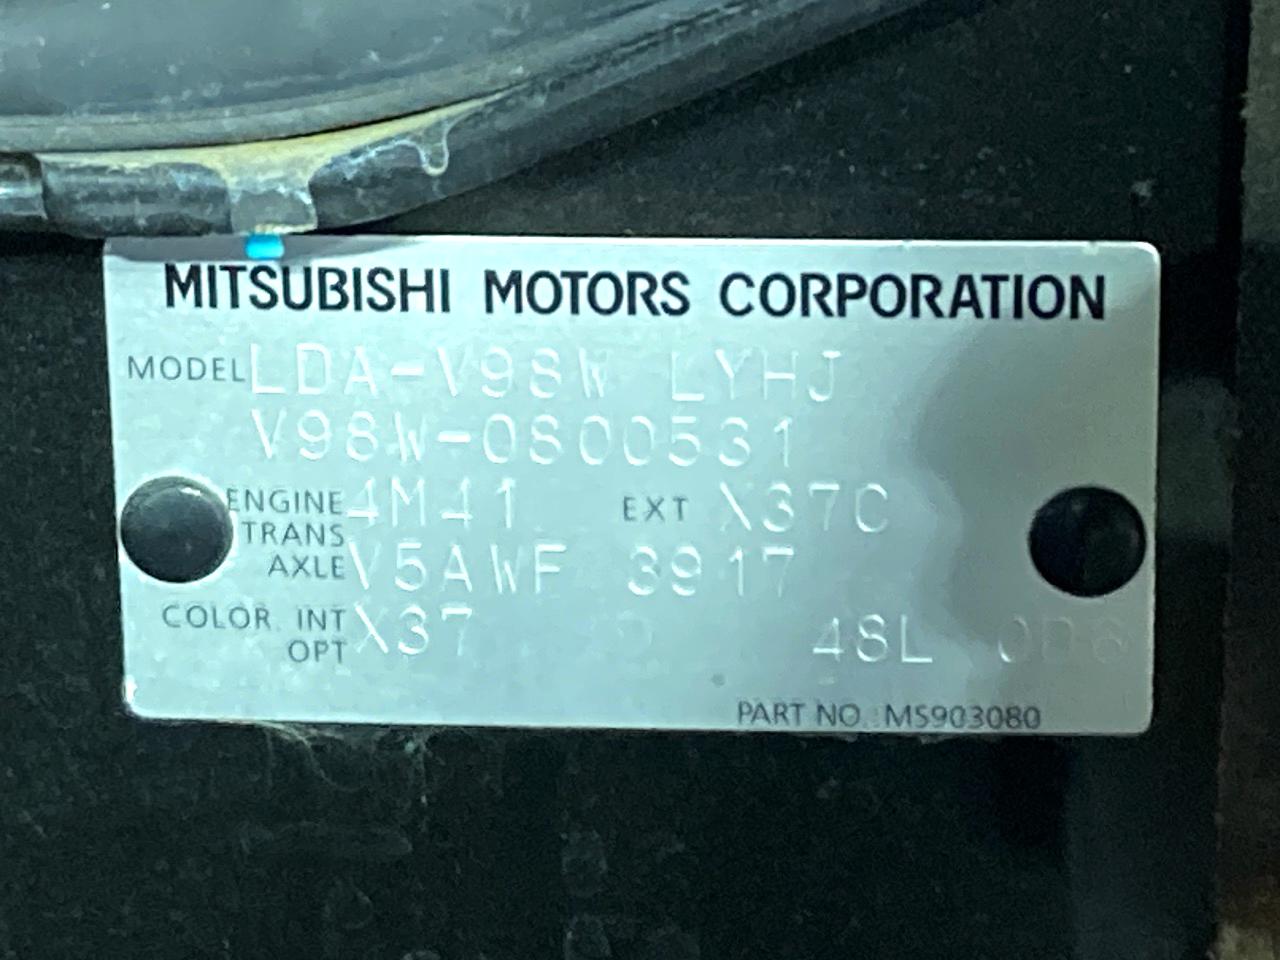 MITSUBISHI MOTORS CORPORATION
MODEL LDA-V98W LYHJ
V98W-0800531
ENGINE 4M41 EXT X37C
TRANS
AXLE V5AWF 3917
COLOR INT X37 48L
OPT
PART NO. M5903080